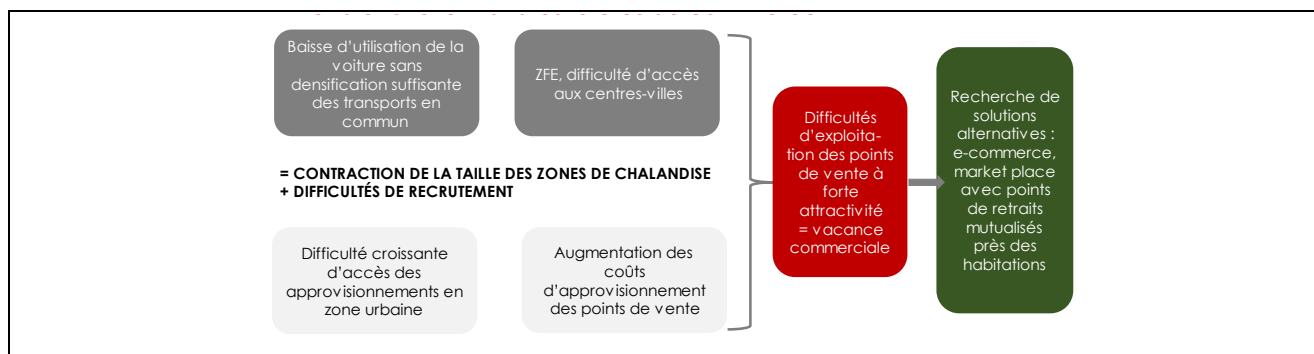 Baisse d'utilisation de la
voiture sans
densification suffisante
des transports en
commun
ZFE, difficulté d'accès
aux centres-villes
= CONTRACTION DE LA TAILLE DES ZONES DE CHALANDISE
+ DIFFICULTÉS DE RECRUTEMENT
Difficulté croissante
d'accès des
approvisionnements en
zone urbaine
Augmentation des
coûts
d'approvisionnement
des points de vente
Difficultés
d'exploita-
tion des points
de vente à
forte
attractivité
= vacance
commerciale
Recherche de
solutions
alternatives :
e-commerce,
market place
avec points
de retraits
mutualisés
près des
habitations